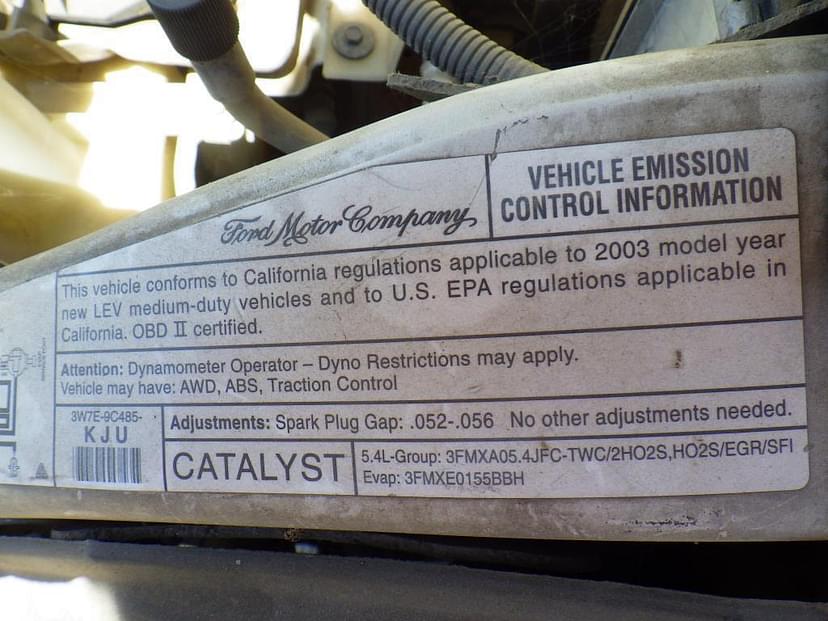 Ford Motor Company
VEHICLE EMISSION
CONTROL INFORMATION
This vehicle conforms to California regulations applicable to 2003 model year
new LEV medium-duty vehicles and to U.S. EPA regulations applicable in
California. OBD II certified.
Attention: Dynamometer Operator – Dyno Restrictions may apply.
Vehicle may have: AWD, ABS, Traction Control
3W7E-9C485-
KJU
Adjustments: Spark Plug Gap: .052-.056 No other adjustments needed.
CATALYST
5.4L-Group: 3FMXA05.4JFC-TWC/2HO2S,HO2S/EGR/SFI
Evap: 3FMXE0155BBH